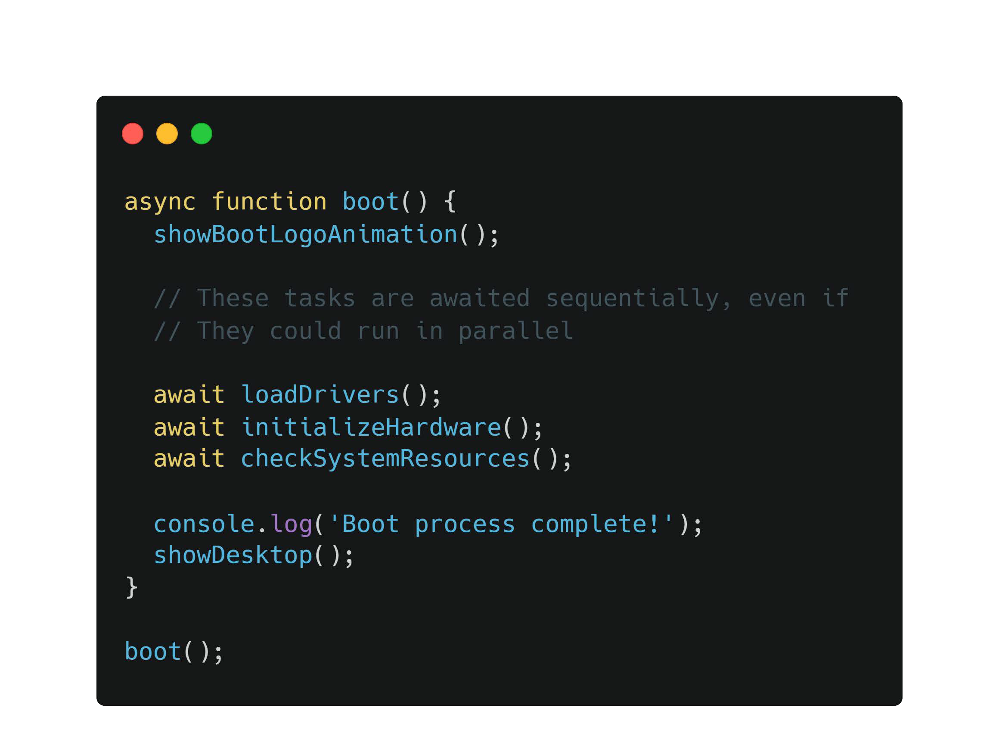 async function boot() {
  showBootLogoAnimation();

  // These tasks are awaited sequentially, even if
  // They could run in parallel

  await loadDrivers();
  await initializeHardware();
  await checkSystemResources();

  console.log('Boot process complete!');
  showDesktop();
}

boot();